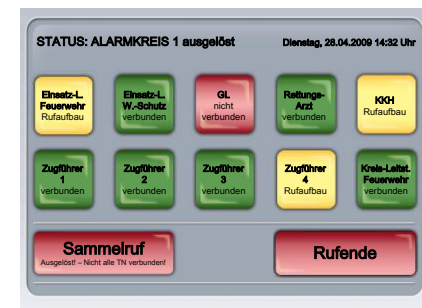 STATUS: ALARMKREIS 1 ausgelöst
Dienstag, 28.04.2009 14:32 Uhr
Einsatz-L.
Feuerwehr
Rufaufbau
Einsatz-L.
W.-Schutz
verbunden
GL
nicht
verbunden
Rettungs-
Arzt
verbunden
KKH
Rufaufbau
Zugführer
1
verbunden
Zugführer
2
verbunden
Zugführer
3
verbunden
Zugführer
4
Rufaufbau
Kreis-Leitst.
Feuerwehr
verbunden
Sammelruf
Ausgelöst! – Nicht alle TN verbunden!
Rufende